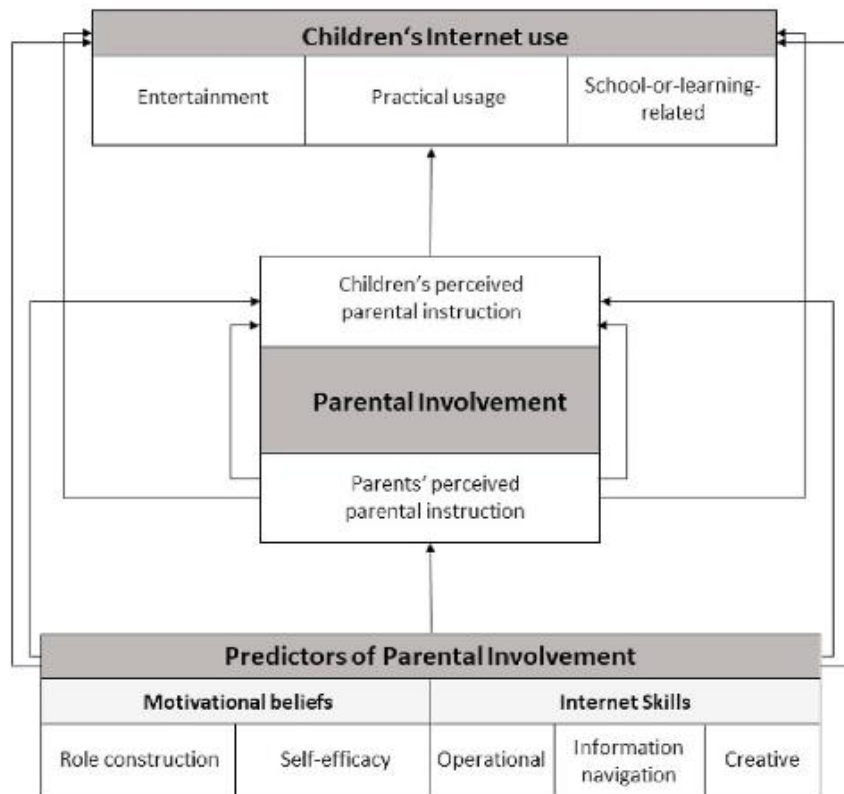 Children's Internet use
Entertainment
Practical usage
School-or-learning-
related
Children's perceived
parental instruction
Parental Involvement
Parents' perceived
parental instruction
Predictors of Parental Involvement
Motivational beliefs
Internet Skills
Role construction
Self-efficacy
Operational
Information
navigation
Creative